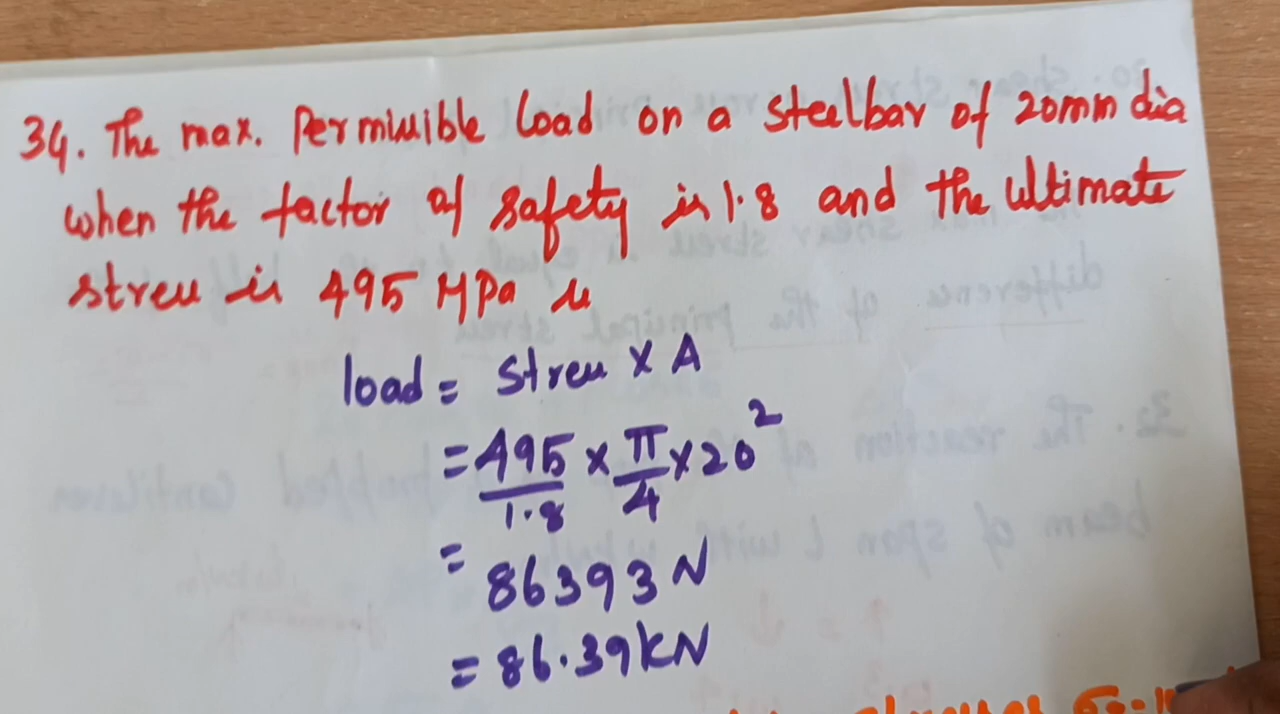 34. The max. Permissible load on a steelbar of 20mm dia
when the factor of safety is 1.8 and the ultimate
stress is 495 MPa is
load = stress x A
= 495/1.8 x π/4 x 20²
= 86393 N
= 86.39 kN